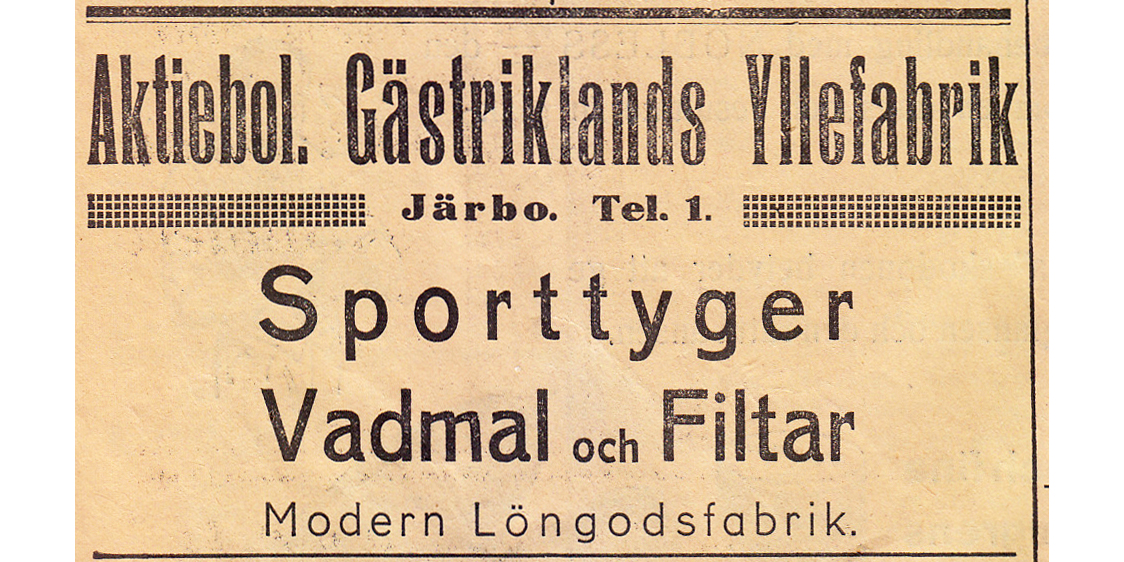 Aktiebol. Gästriklands Yllefabrik
Järbo. Tel. 1.
Sporttyger
Vadmal och Filtar
Modern Löngodsfabrik.